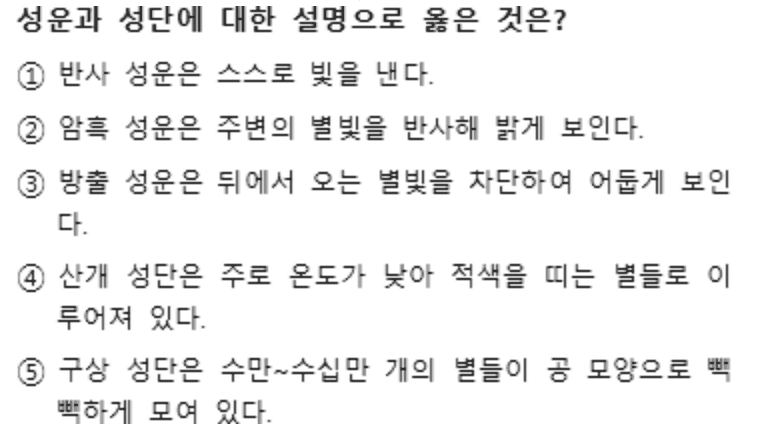 성운과 성단에 대한 설명으로 옳은 것은?
① 반사 성운은 스스로 빛을 낸다.
② 암흑 성운은 주변의 별빛을 반사해 밝게 보인다.
③ 방출 성운은 뒤에서 오는 별빛을 차단하여 어둡게 보인
다.
④ 산개 성단은 주로 온도가 낮아 적색을 띠는 별들로 이
루어져 있다.
⑤ 구상 성단은 수만~수십만 개의 별들이 공 모양으로 빽
빽하게 모여 있다.